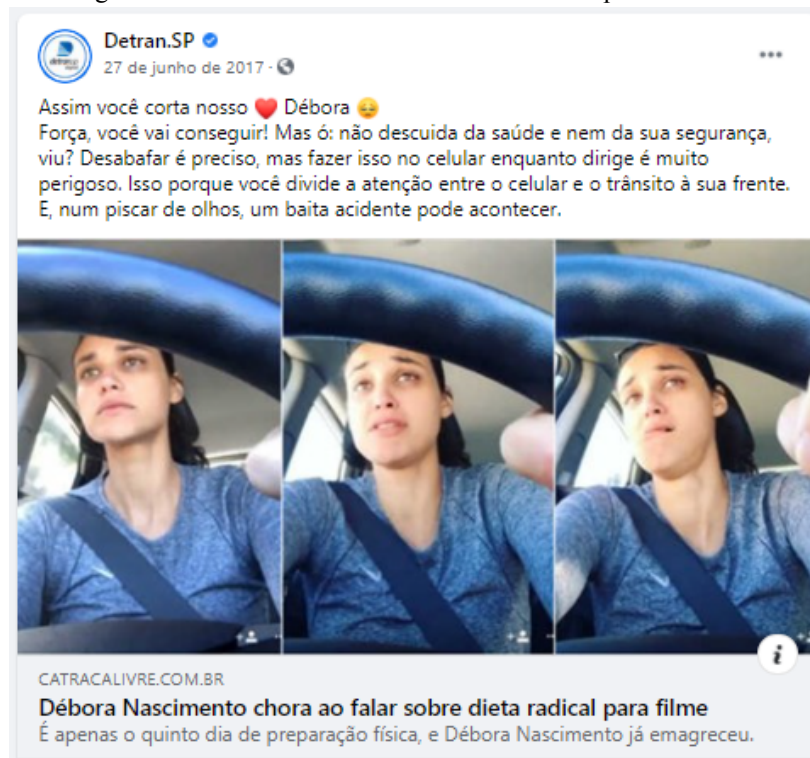 Detran.SP
27 de junho de 2017 ·
Assim você corta nosso ❤️ Débora 🥺
Força, você vai conseguir! Mas ó: não descuida da saúde e nem da sua segurança,
viu? Desabafar é preciso, mas fazer isso no celular enquanto dirige é muito
perigoso. Isso porque você divide a atenção entre o celular e o trânsito à sua frente.
E, num piscar de olhos, um baita acidente pode acontecer.
CATRACALIVRE.COM.BR
Débora Nascimento chora ao falar sobre dieta radical para filme
É apenas o quinto dia de preparação física, e Débora Nascimento já emagreceu.